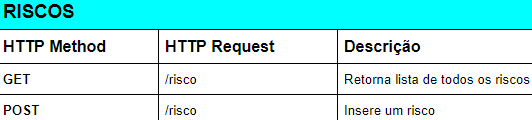 RISCOS
HTTP Method HTTP Request Descrição
GET /risco Retorna lista de todos os riscos
POST /risco Insere um risco